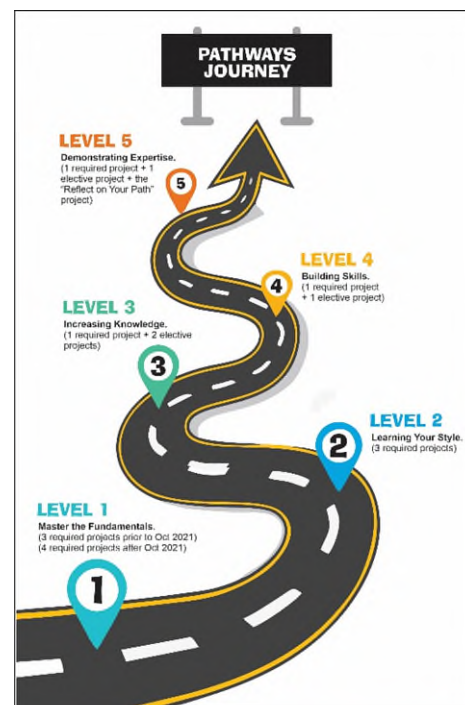 PATHWAYS
JOURNEY
LEVEL 5
Demonstrating Expertise.
(1 required project + 1
elective project + the
"Reflect on Your Path"
project)
5
LEVEL 4
Building Skills.
(1 required project
+ 1 elective project)
4
LEVEL 3
Increasing Knowledge.
(1 required project + 2 elective
projects)
3
LEVEL 2
Learning Your Style.
(3 required projects)
2
LEVEL 1
Master the Fundamentals.
(3 required projects prior to Oct 2021)
(4 required projects after Oct 2021)
1